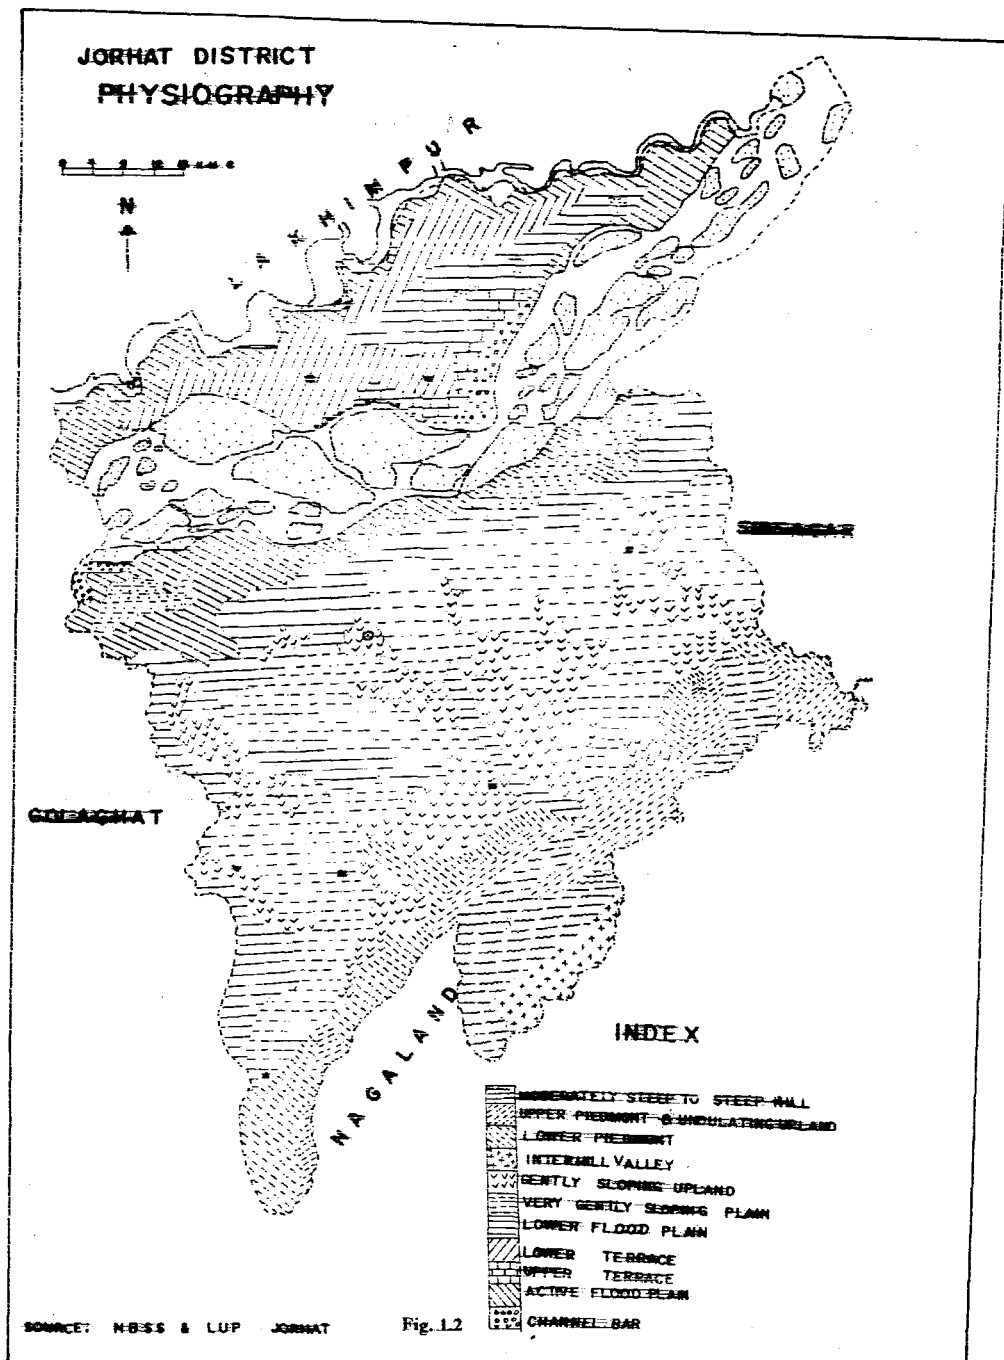 JORHAT DISTRICT
PHYSIOGRAPHY
K M S
N
LAKHIMPUR
SIBSAGAR
GOLAGHAT
NAGALAND
INDEX
MODERATELY STEEP TO STEEP HILL
UPPER PIEDMONT & UNDULATING UPLAND
LOWER PIEDMONT
INTERHILL VALLEY
GENTLY SLOPING UPLAND
VERY GENTLY SLOPING PLAIN
LOWER FLOOD PLAIN
LOWER TERRACE
UPPER TERRACE
ACTIVE FLOOD PLAIN
CHANNEL BAR
SOURCE: NBSS & LUP JORHAT
Fig. 1.2